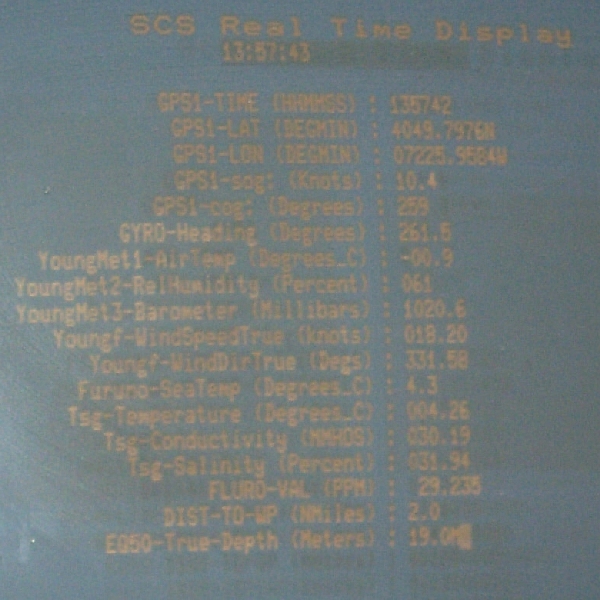 SCS Real Time Display
13:57:43
GPS1-TIME (HHMMSS) : 135742
GPS1-LAT (DEGMIN) : 4049.7976N
GPS1-LON (DEGMIN) : 07225.9584W
GPS1-sog: (Knots) : 10.4
GPS1-cog: (Degrees) : 259
GYRO-Heading (Degrees) : 261.5
YoungMet1-AirTemp (Degrees_C) : -00.9
YoungMet2-RelHumidity (Percent) : 061
YoungMet3-Barometer (Millibars) : 1020.6
Youngf-WindSpeedTrue (knots) : 018.20
Youngf-WindDirTrue (Degs) : 331.58
Furuno-SeaTemp (Degrees_C) : 4.3
Tsg-Temperature (Degrees_C) : 004.26
Tsg-Conductivity (MMHOS) : 030.19
Tsg-Salinity (Percent) : 031.94
FLURO-VAL (PPM) : 29.235
DIST-TO-WP (NMiles) : 2.0
EQ50-True-Depth (Meters) : 19.0M